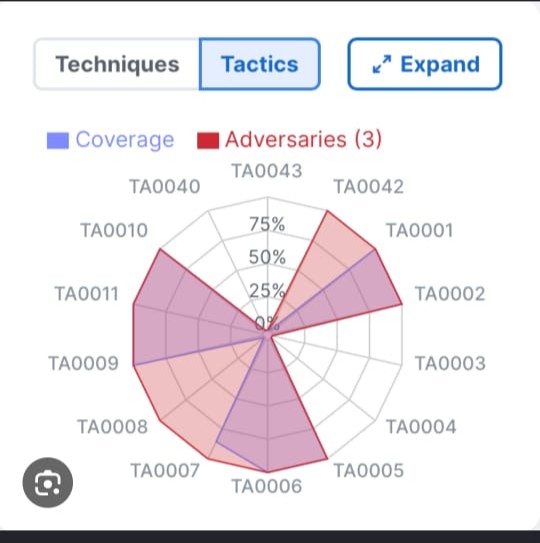 Techniques
Tactics
Expand
Coverage
Adversaries (3)
TA0043
TA0040
TA0042
TA0010
TA0001
TA0011
TA0002
TA0009
TA0003
TA0008
TA0004
TA0007
TA0005
TA0006
75%
50%
25%
0%